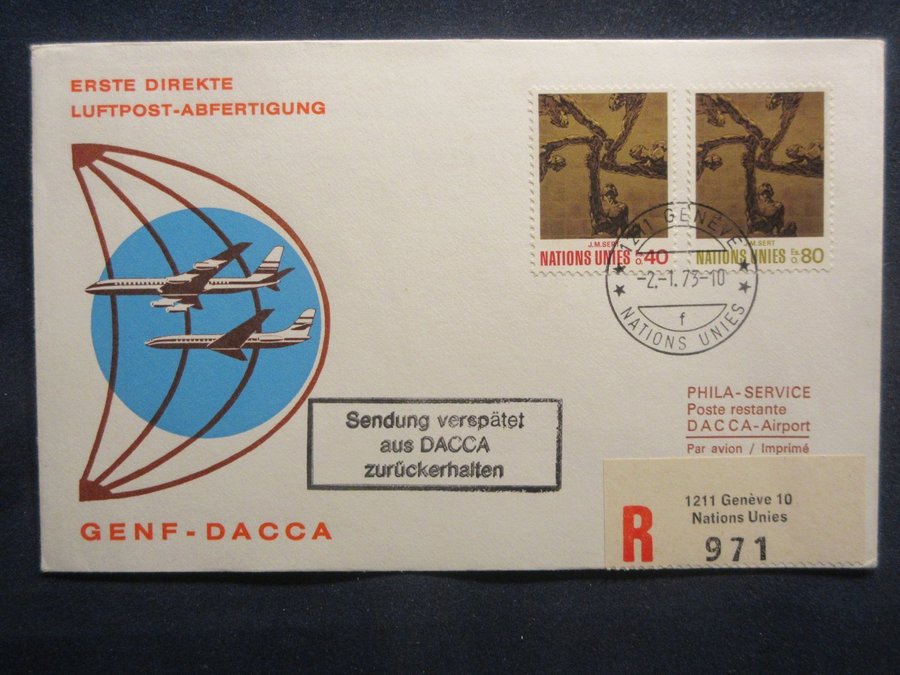 ERSTE DIREKTE
LUFTPOST-ABFERTIGUNG
J.M.SERT
NATIONS UNIES F.S. 40
J.M.SERT
NATIONS UNIES F.S. 80
1211 GENÈVE
-2.-1.73-10
f
NATIONS UNIES
PHILA-SERVICE
Poste restante
DACCA-Airport
Par avion / Imprimé
Sendung verspätet
aus DACCA
zurückerhalten
1211 Genève 10
Nations Unies
R 971
GENF-DACCA